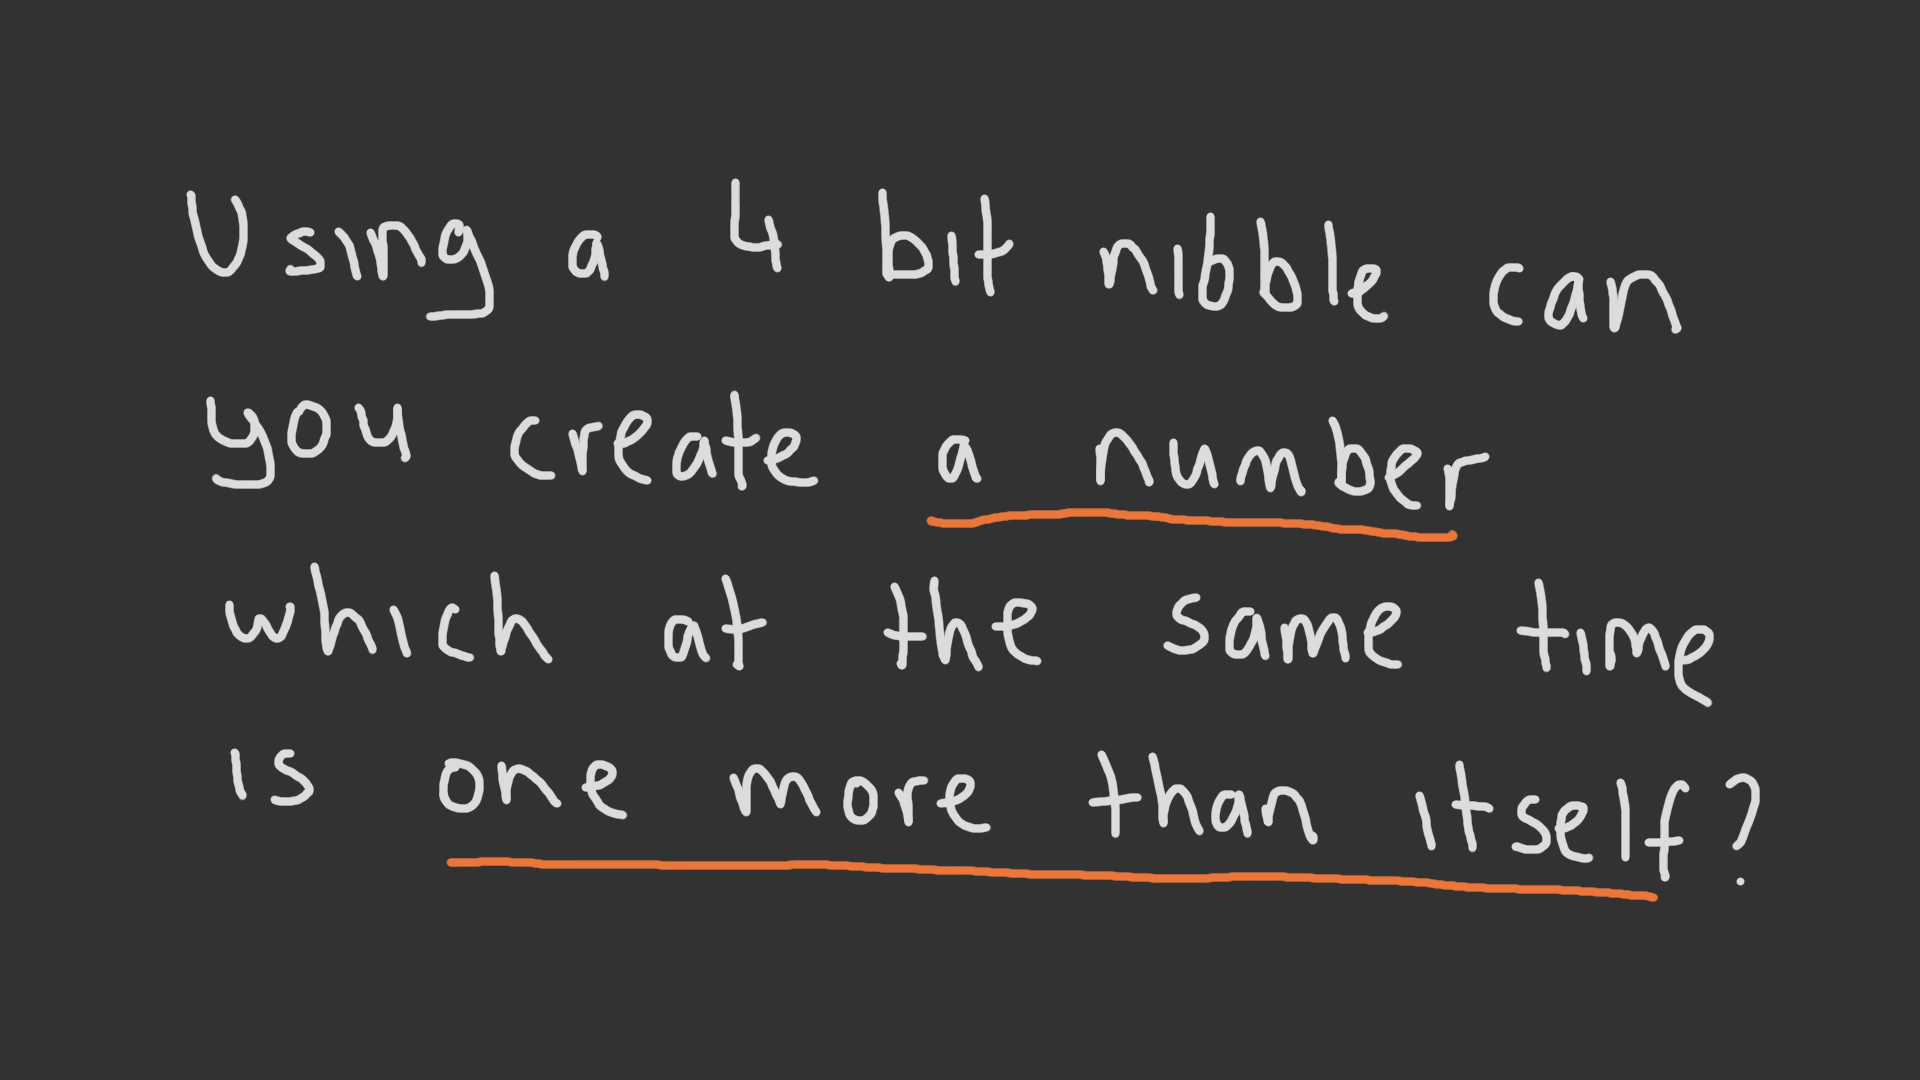 Using a 4 bit nibble can
you create a number
which at the same time
is one more than itself?